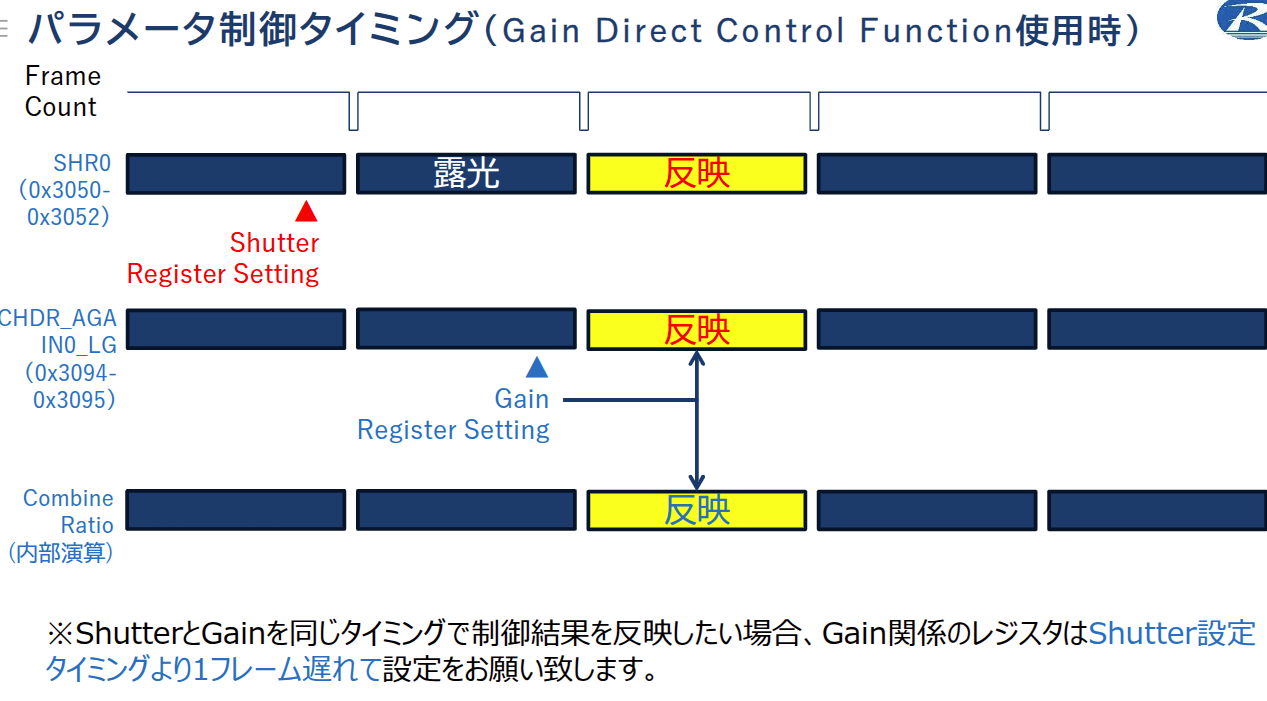 パラメータ制御タイミング（Gain Direct Control Function使用時）
Frame
Count
SHR0
（0x3050-
0x3052）
露光
反映
Shutter
Register Setting
CHDR_AGA
IN0_LG
（0x3094-
0x3095）
反映
Gain
Register Setting
Combine
Ratio
（内部演算）
反映
※ShutterとGainを同じタイミングで制御結果を反映したい場合、Gain関係のレジスタはShutter設定
タイミングより1フレーム遅れて設定をお願い致します。